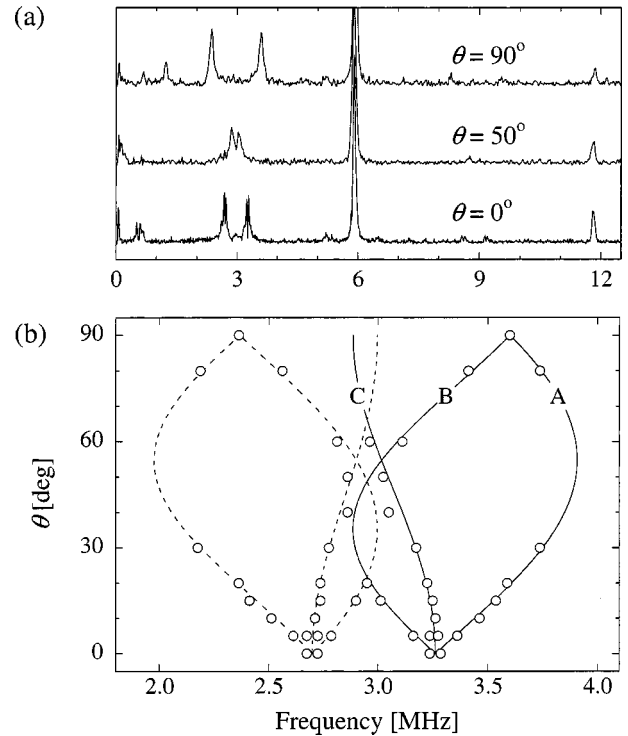 (a)
θ = 90°
θ = 50°
θ = 0°
0 3 6 9 12
(b)
90
60
30
0
θ [deg]
C B A
2.0 2.5 3.0 3.5 4.0
Frequency [MHz]